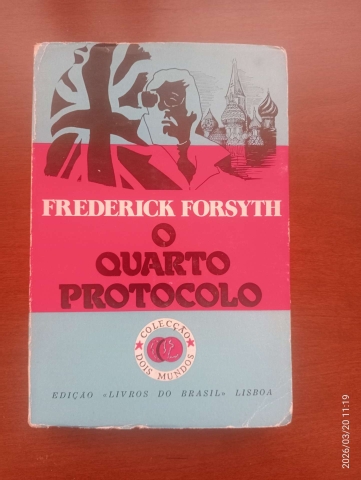 FREDERICK FORSYTH
O
QUARTO
PROTOCOLO
COLECÇÃO
DOIS MUNDOS
EDIÇÃO «LIVROS DO BRASIL» LISBOA
2026/03/20 11:19